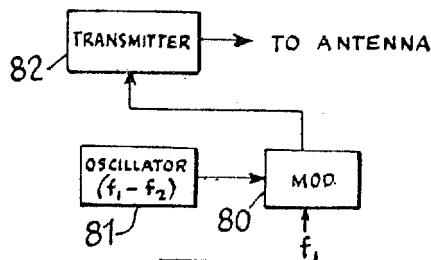 TRANSMITTER
TO ANTENNA
82
OSCILLATOR
(f₁ - f₂)
MOD.
81
80
f₁